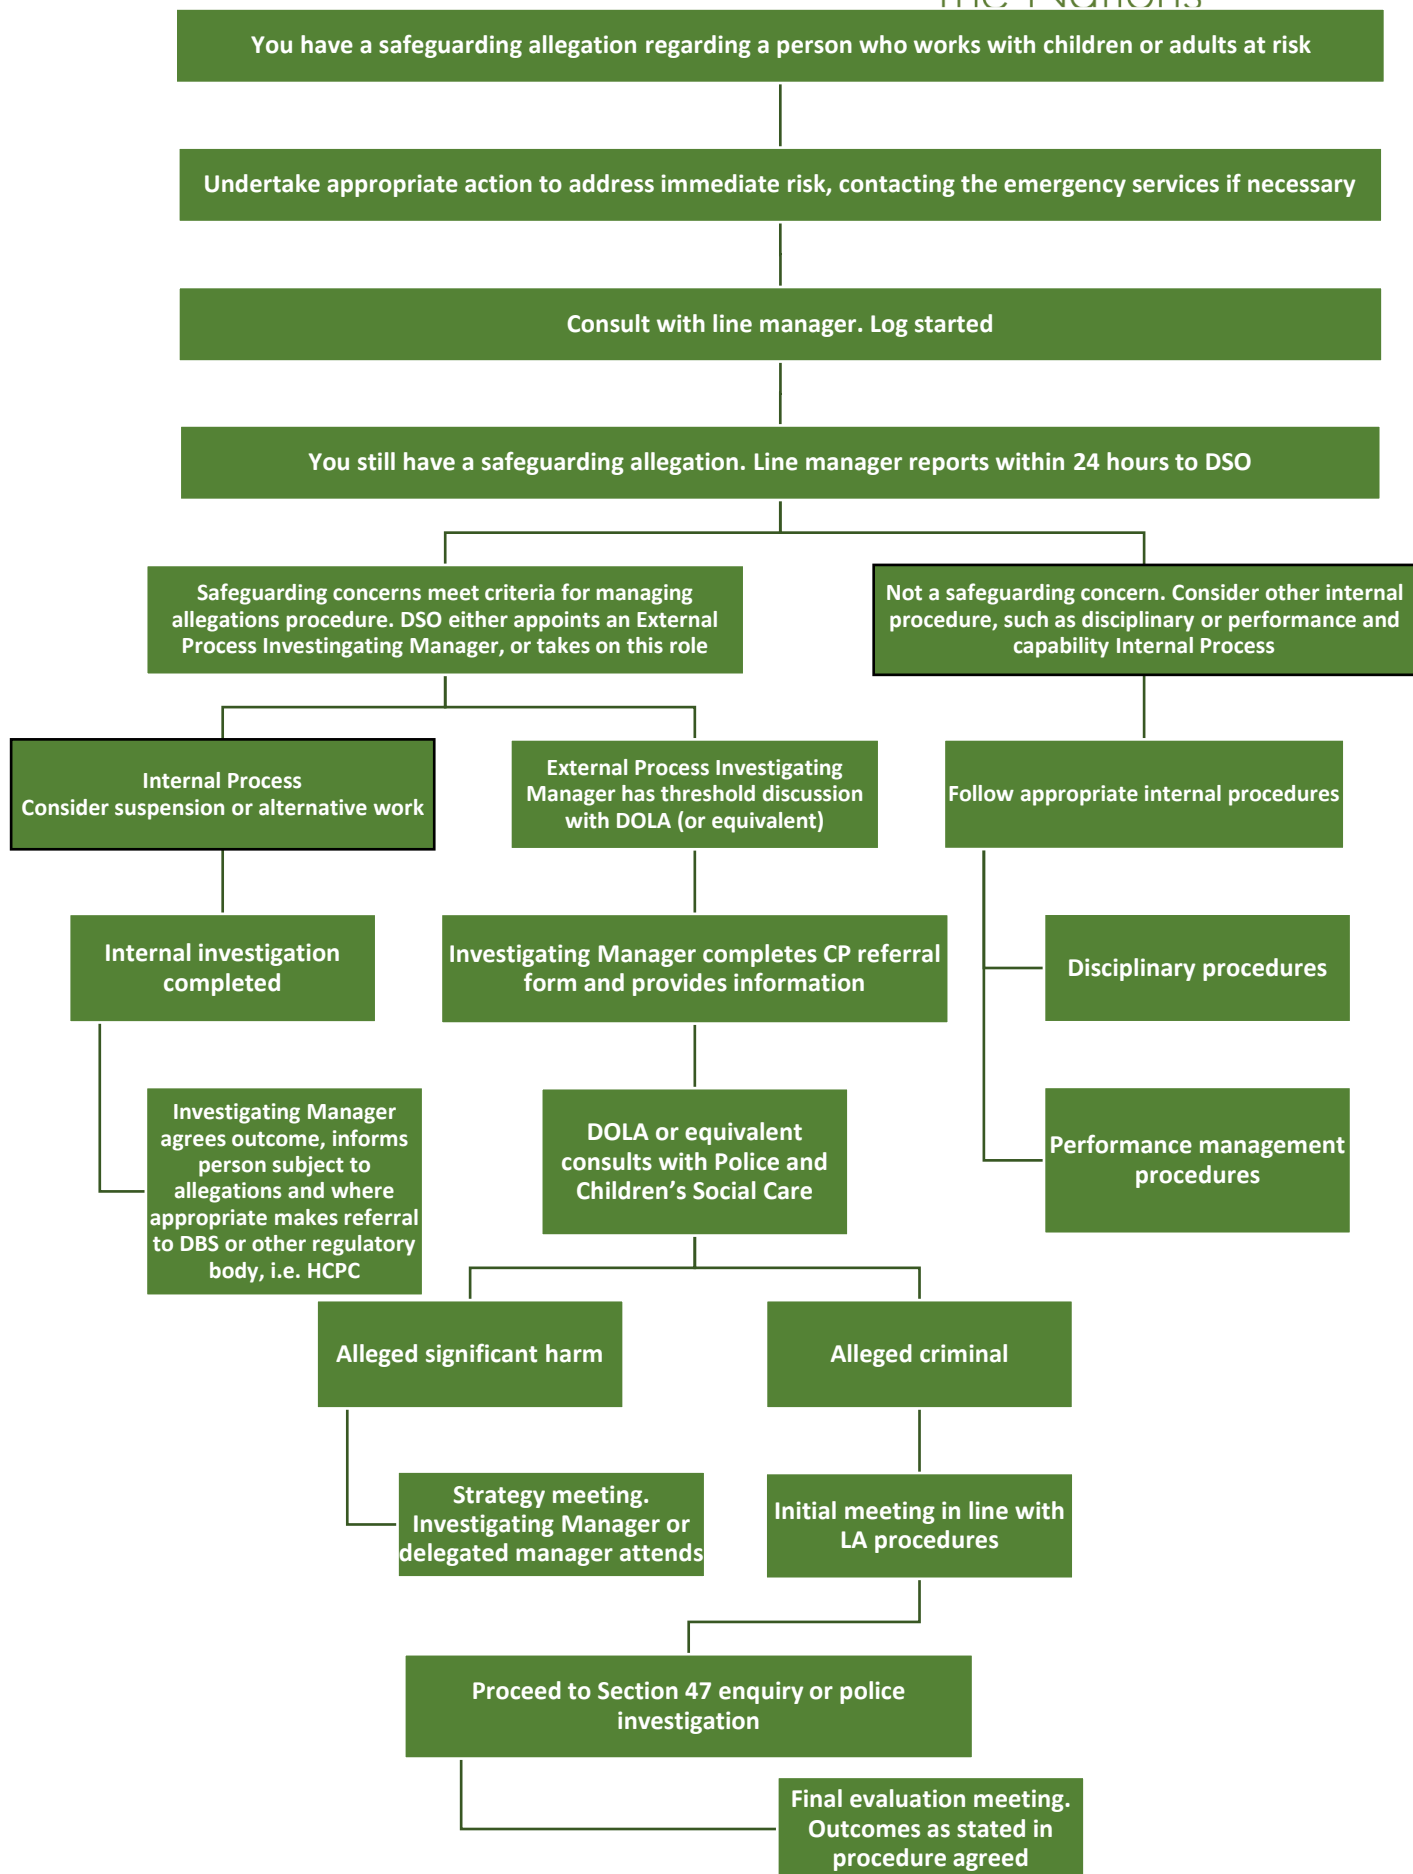 the Nations
You have a safeguarding allegation regarding a person who works with children or adults at risk
Undertake appropriate action to address immediate risk, contacting the emergency services if necessary
Consult with line manager. Log started
You still have a safeguarding allegation. Line manager reports within 24 hours to DSO
Safeguarding concerns meet criteria for managing
allegations procedure. DSO either appoints an External
Process Investingating Manager, or takes on this role
Not a safeguarding concern. Consider other internal
procedure, such as disciplinary or performance and
capability Internal Process
Internal Process
Consider suspension or alternative work
External Process Investigating
Manager has threshold discussion
with DOLA (or equivalent)
Follow appropriate internal procedures
Internal investigation
completed
Investigating Manager completes CP referral
form and provides information
Disciplinary procedures
Investigating Manager
agrees outcome, informs
person subject to
allegations and where
appropriate makes referral
to DBS or other regulatory
body, i.e. HCPC
DOLA or equivalent
consults with Police and
Children’s Social Care
Performance management
procedures
Alleged significant harm
Alleged criminal
Strategy meeting.
Investigating Manager or
delegated manager attends
Initial meeting in line with
LA procedures
Proceed to Section 47 enquiry or police
investigation
Final evaluation meeting.
Outcomes as stated in
procedure agreed